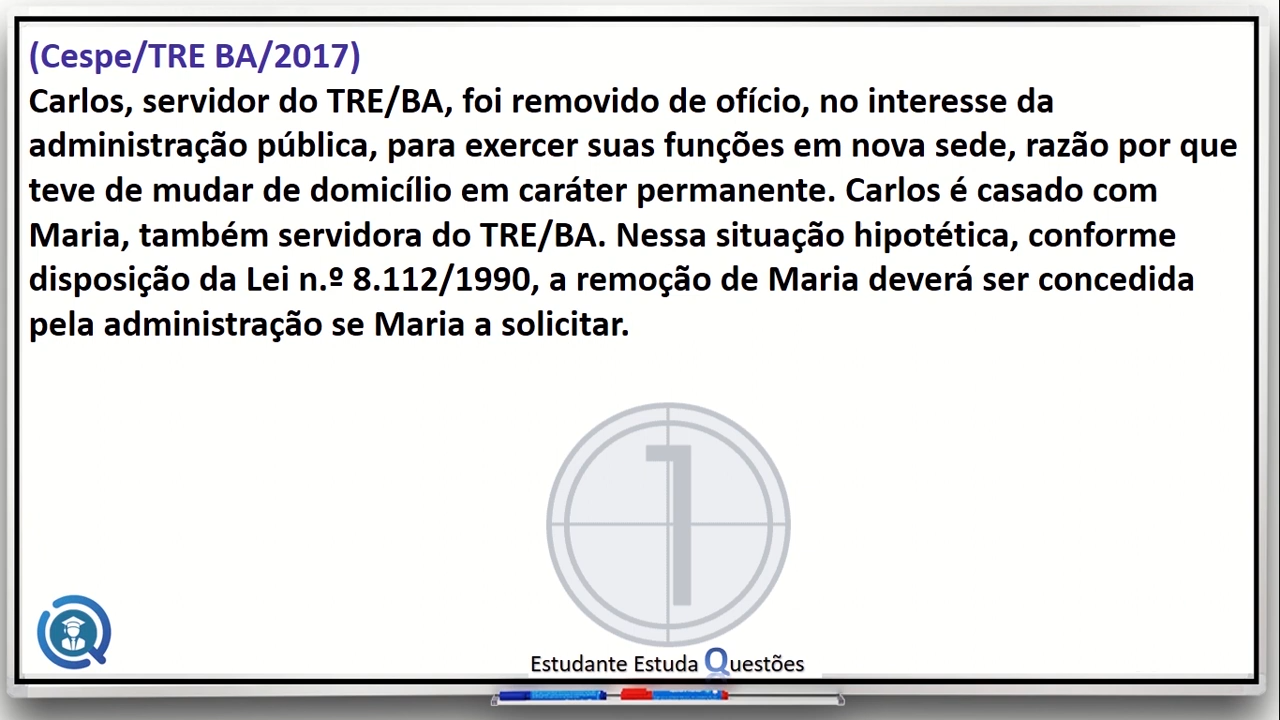 (Cespe/TRE BA/2017)
Carlos, servidor do TRE/BA, foi removido de ofício, no interesse da
administração pública, para exercer suas funções em nova sede, razão por que
teve de mudar de domicílio em caráter permanente. Carlos é casado com
Maria, também servidora do TRE/BA. Nessa situação hipotética, conforme
disposição da Lei n.º 8.112/1990, a remoção de Maria deverá ser concedida
pela administração se Maria a solicitar.
1
Estudante Estuda Questões